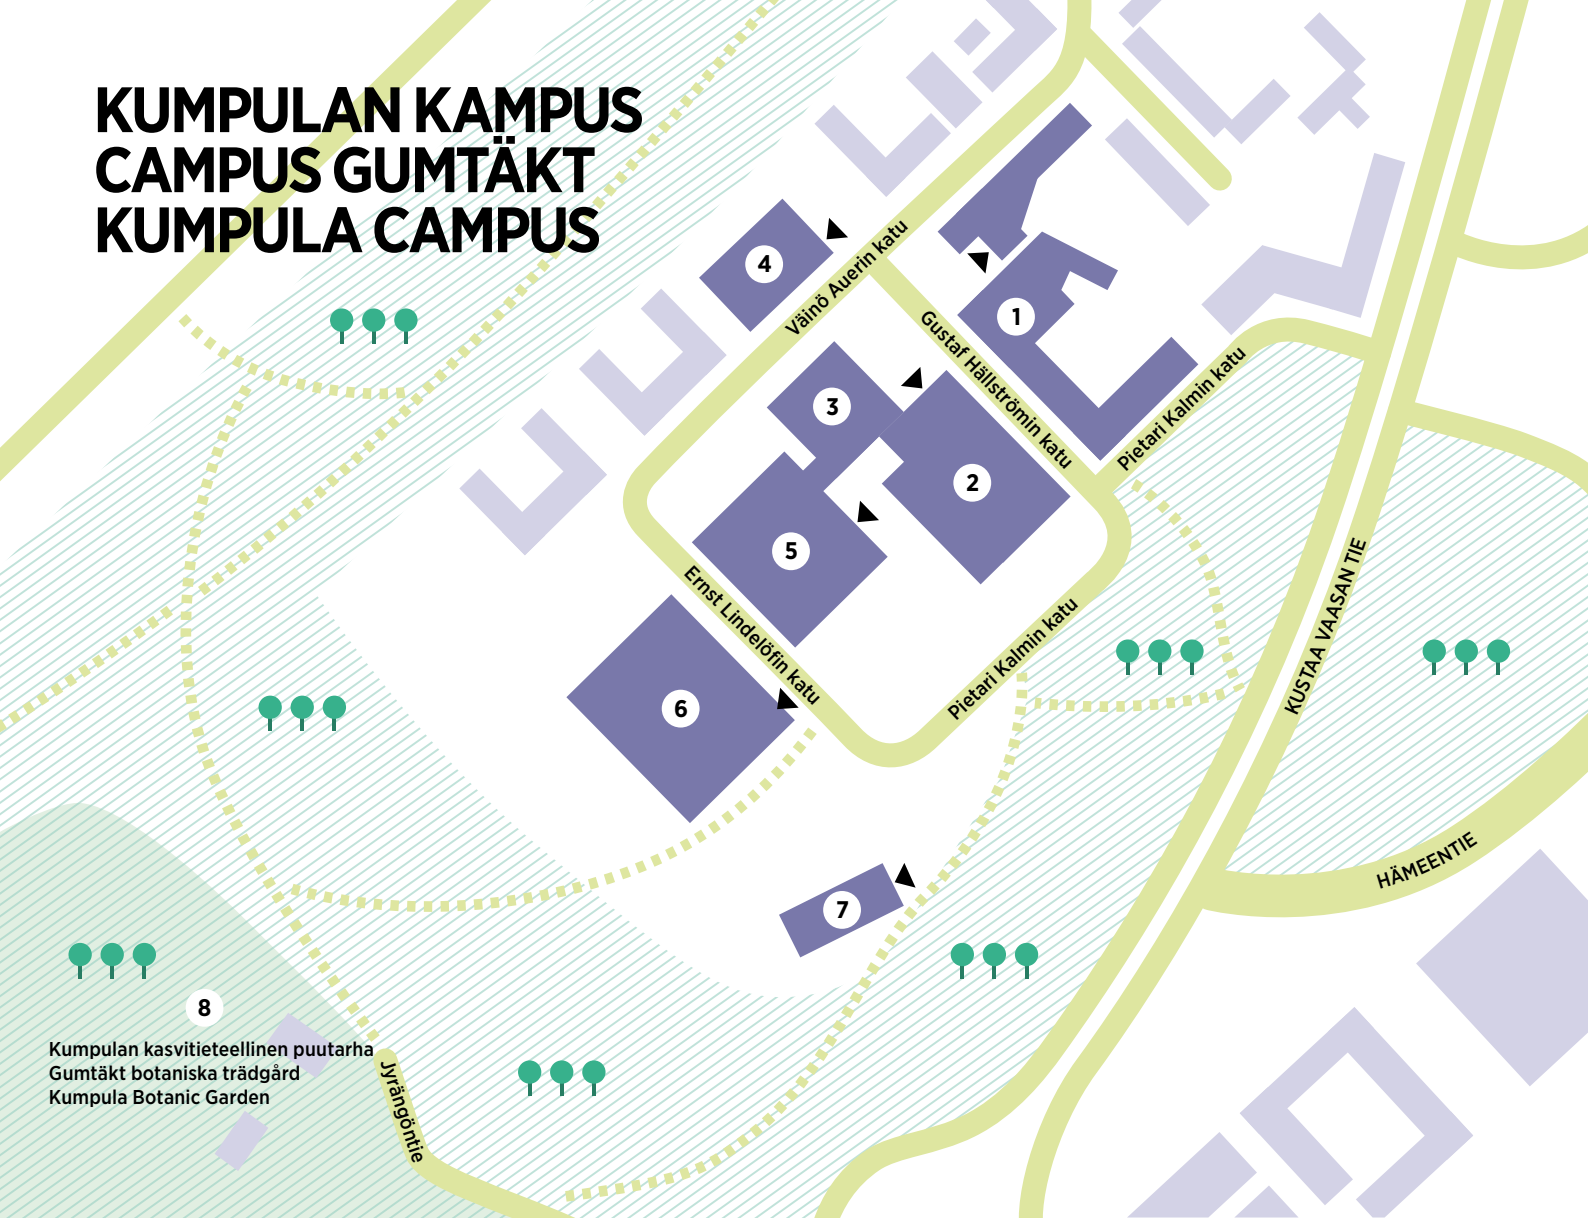 KUMPULAN KAMPUS
CAMPUS GUMTÄKT
KUMPULA CAMPUS
4
Väinö Auerin katu
1
Gustaf Hällströmin katu
Pietari Kalmin katu
3
2
5
Ernst Lindelöfin katu
6
Pietari Kalmin katu
KUSTAA VAASAN TIE
HÄMEENTIE
7
8
Kumpulan kasvitieteellinen puutarha
Gumtäkt botaniska trädgård
Kumpula Botanic Garden
Jyrängöntie